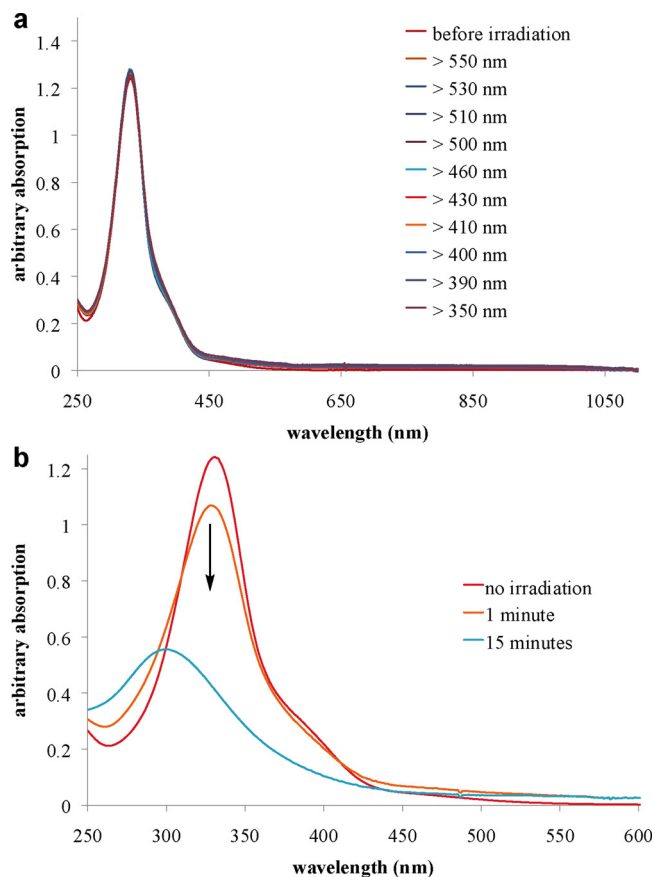 a
1.4
1.2
1
0.8
0.6
0.4
0.2
0
arbitrary absorption
250
450
650
850
1050
wavelength (nm)
before irradiation
> 550 nm
> 530 nm
> 510 nm
> 500 nm
> 460 nm
> 430 nm
> 410 nm
> 400 nm
> 390 nm
> 350 nm
b
1.2
1
0.8
0.6
0.4
0.2
0
arbitrary absorption
250
300
350
400
450
500
550
600
wavelength (nm)
no irradiation
1 minute
15 minutes